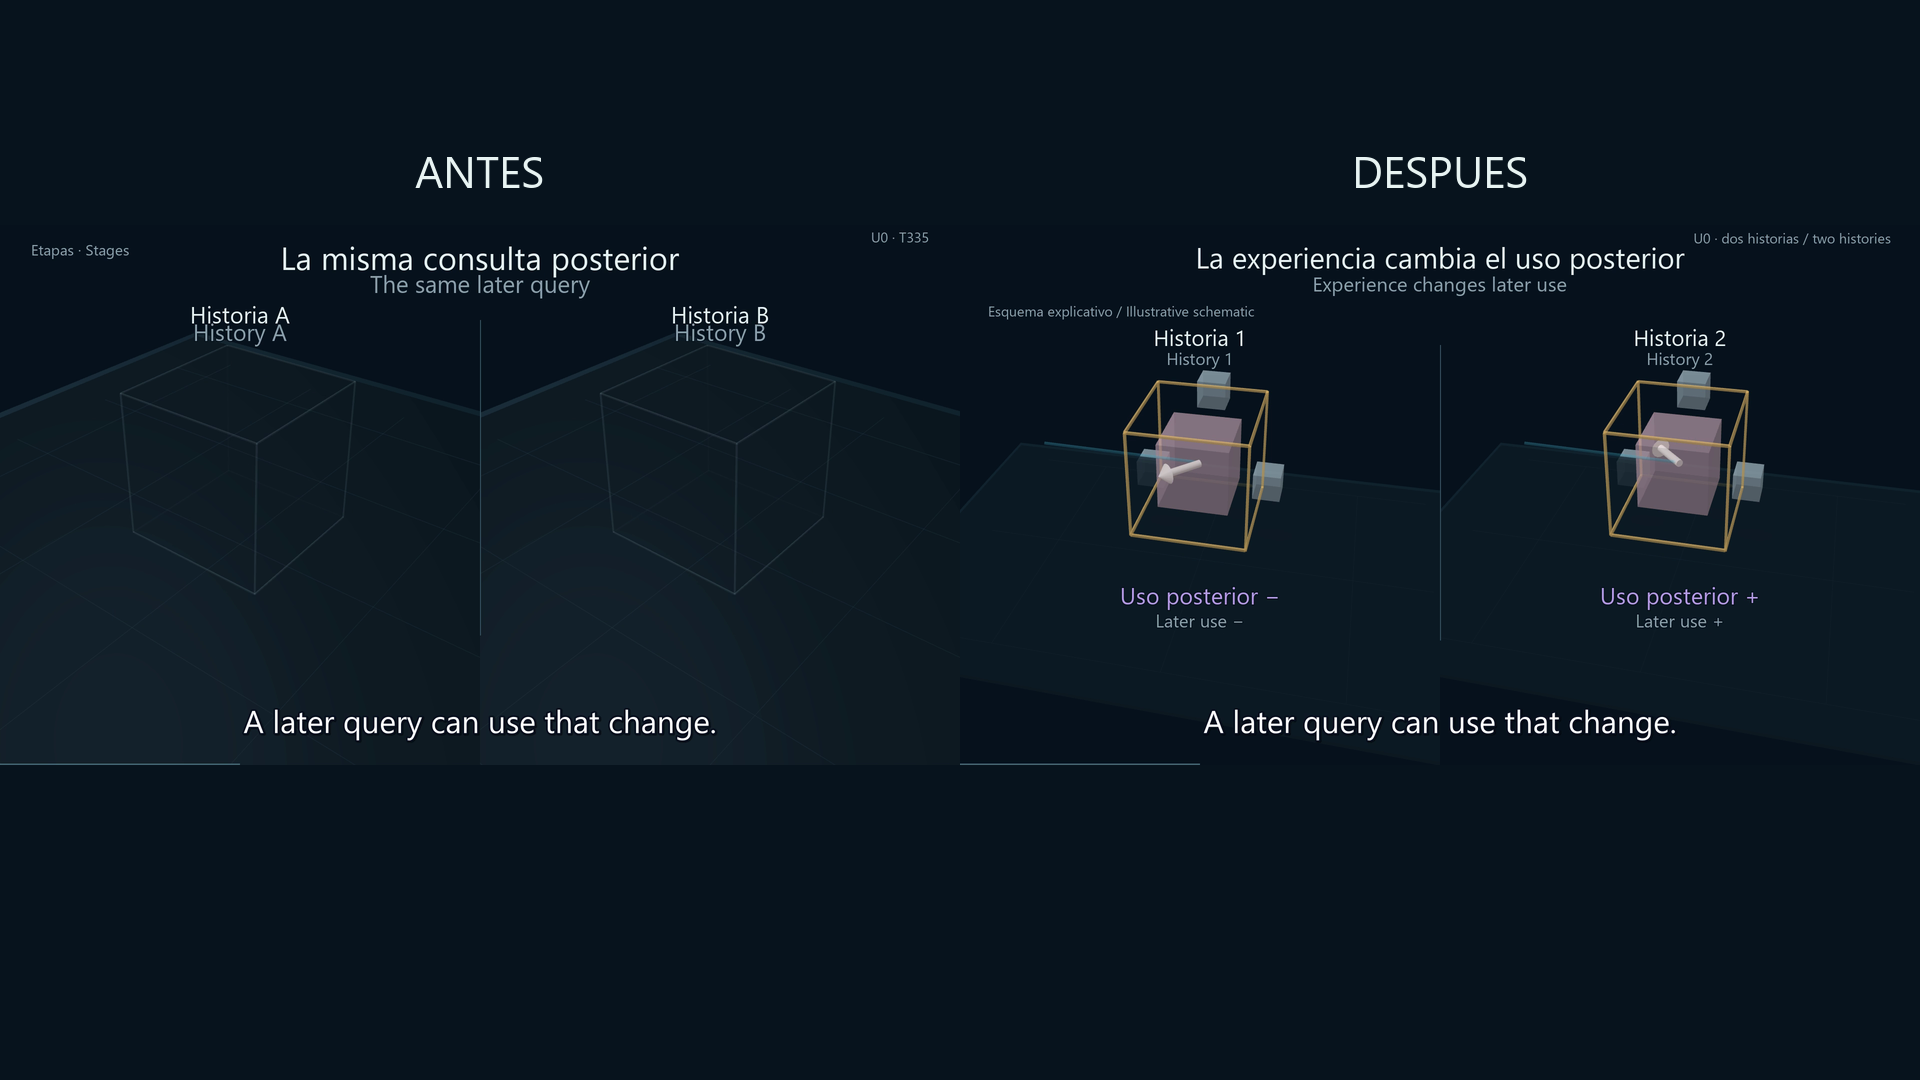 ANTES
Etapas · Stages
U0 · T335
La misma consulta posterior
The same later query
Historia A
History A
Historia B
History B
A later query can use that change.
DESPUES
U0 · dos historias / two histories
La experiencia cambia el uso posterior
Experience changes later use
Esquema explicativo / Illustrative schematic
Historia 1
History 1
Historia 2
History 2
Uso posterior −
Later use −
Uso posterior +
Later use +
A later query can use that change.